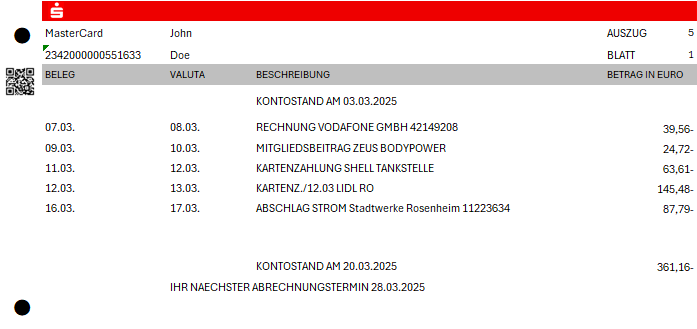 MasterCard John AUSZUG 5
2342000000551633 Doe BLATT 1
BELEG VALUTA BESCHREIBUNG BETRAG IN EURO
KONTOSTAND AM 03.03.2025
07.03. 08.03. RECHNUNG VODAFONE GMBH 42149208 39,56-
09.03. 10.03. MITGLIEDSBEITRAG ZEUS BODYPOWER 24,72-
11.03. 12.03. KARTENZAHLUNG SHELL TANKSTELLE 63,61-
12.03. 13.03. KARTENZ./12.03 LIDL RO 145,48-
16.03. 17.03. ABSCHLAG STROM Stadtwerke Rosenheim 11223634 87,79-
KONTOSTAND AM 20.03.2025 361,16-
IHR NAECHSTER ABRECHNUNGSTERMIN 28.03.2025